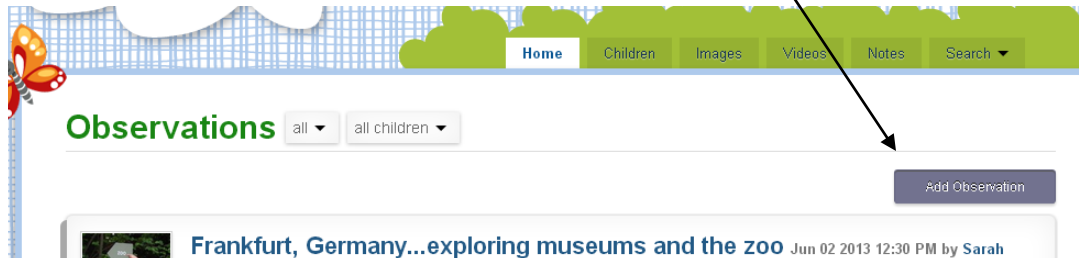 Home Children Images Videos Notes Search
Observations all all children
Add Observation
Frankfurt, Germany...exploring museums and the zoo Jun 02 2013 12:30 PM by Sarah